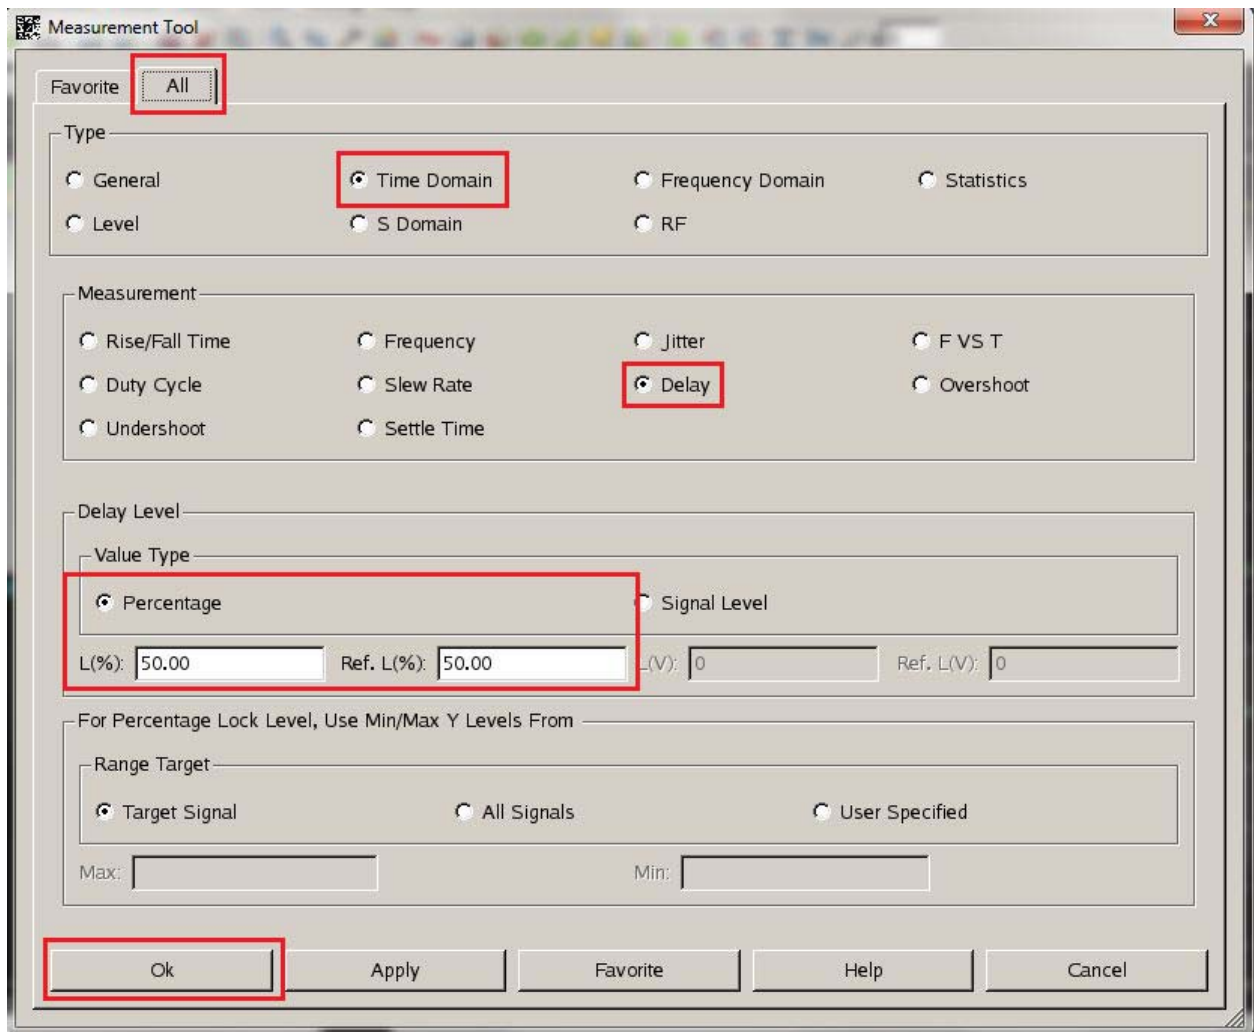 Measurement Tool
Favorite All
Type
General Time Domain Frequency Domain Statistics
Level S Domain RF
Measurement
Rise/Fall Time Frequency Jitter F VS T
Duty Cycle Slew Rate Delay Overshoot
Undershoot Settle Time
Delay Level
Value Type
Percentage Signal Level
L(%): 50.00 Ref. L(%): 50.00 L(V): 0 Ref. L(V): 0
For Percentage Lock Level, Use Min/Max Y Levels From
Range Target
Target Signal All Signals User Specified
Max: Min:
Ok Apply Favorite Help Cancel